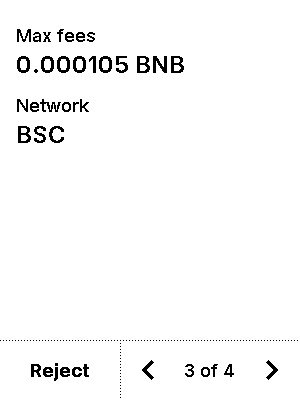 Max fees
0.000105 BNB
Network
BSC
Reject
3 of 4